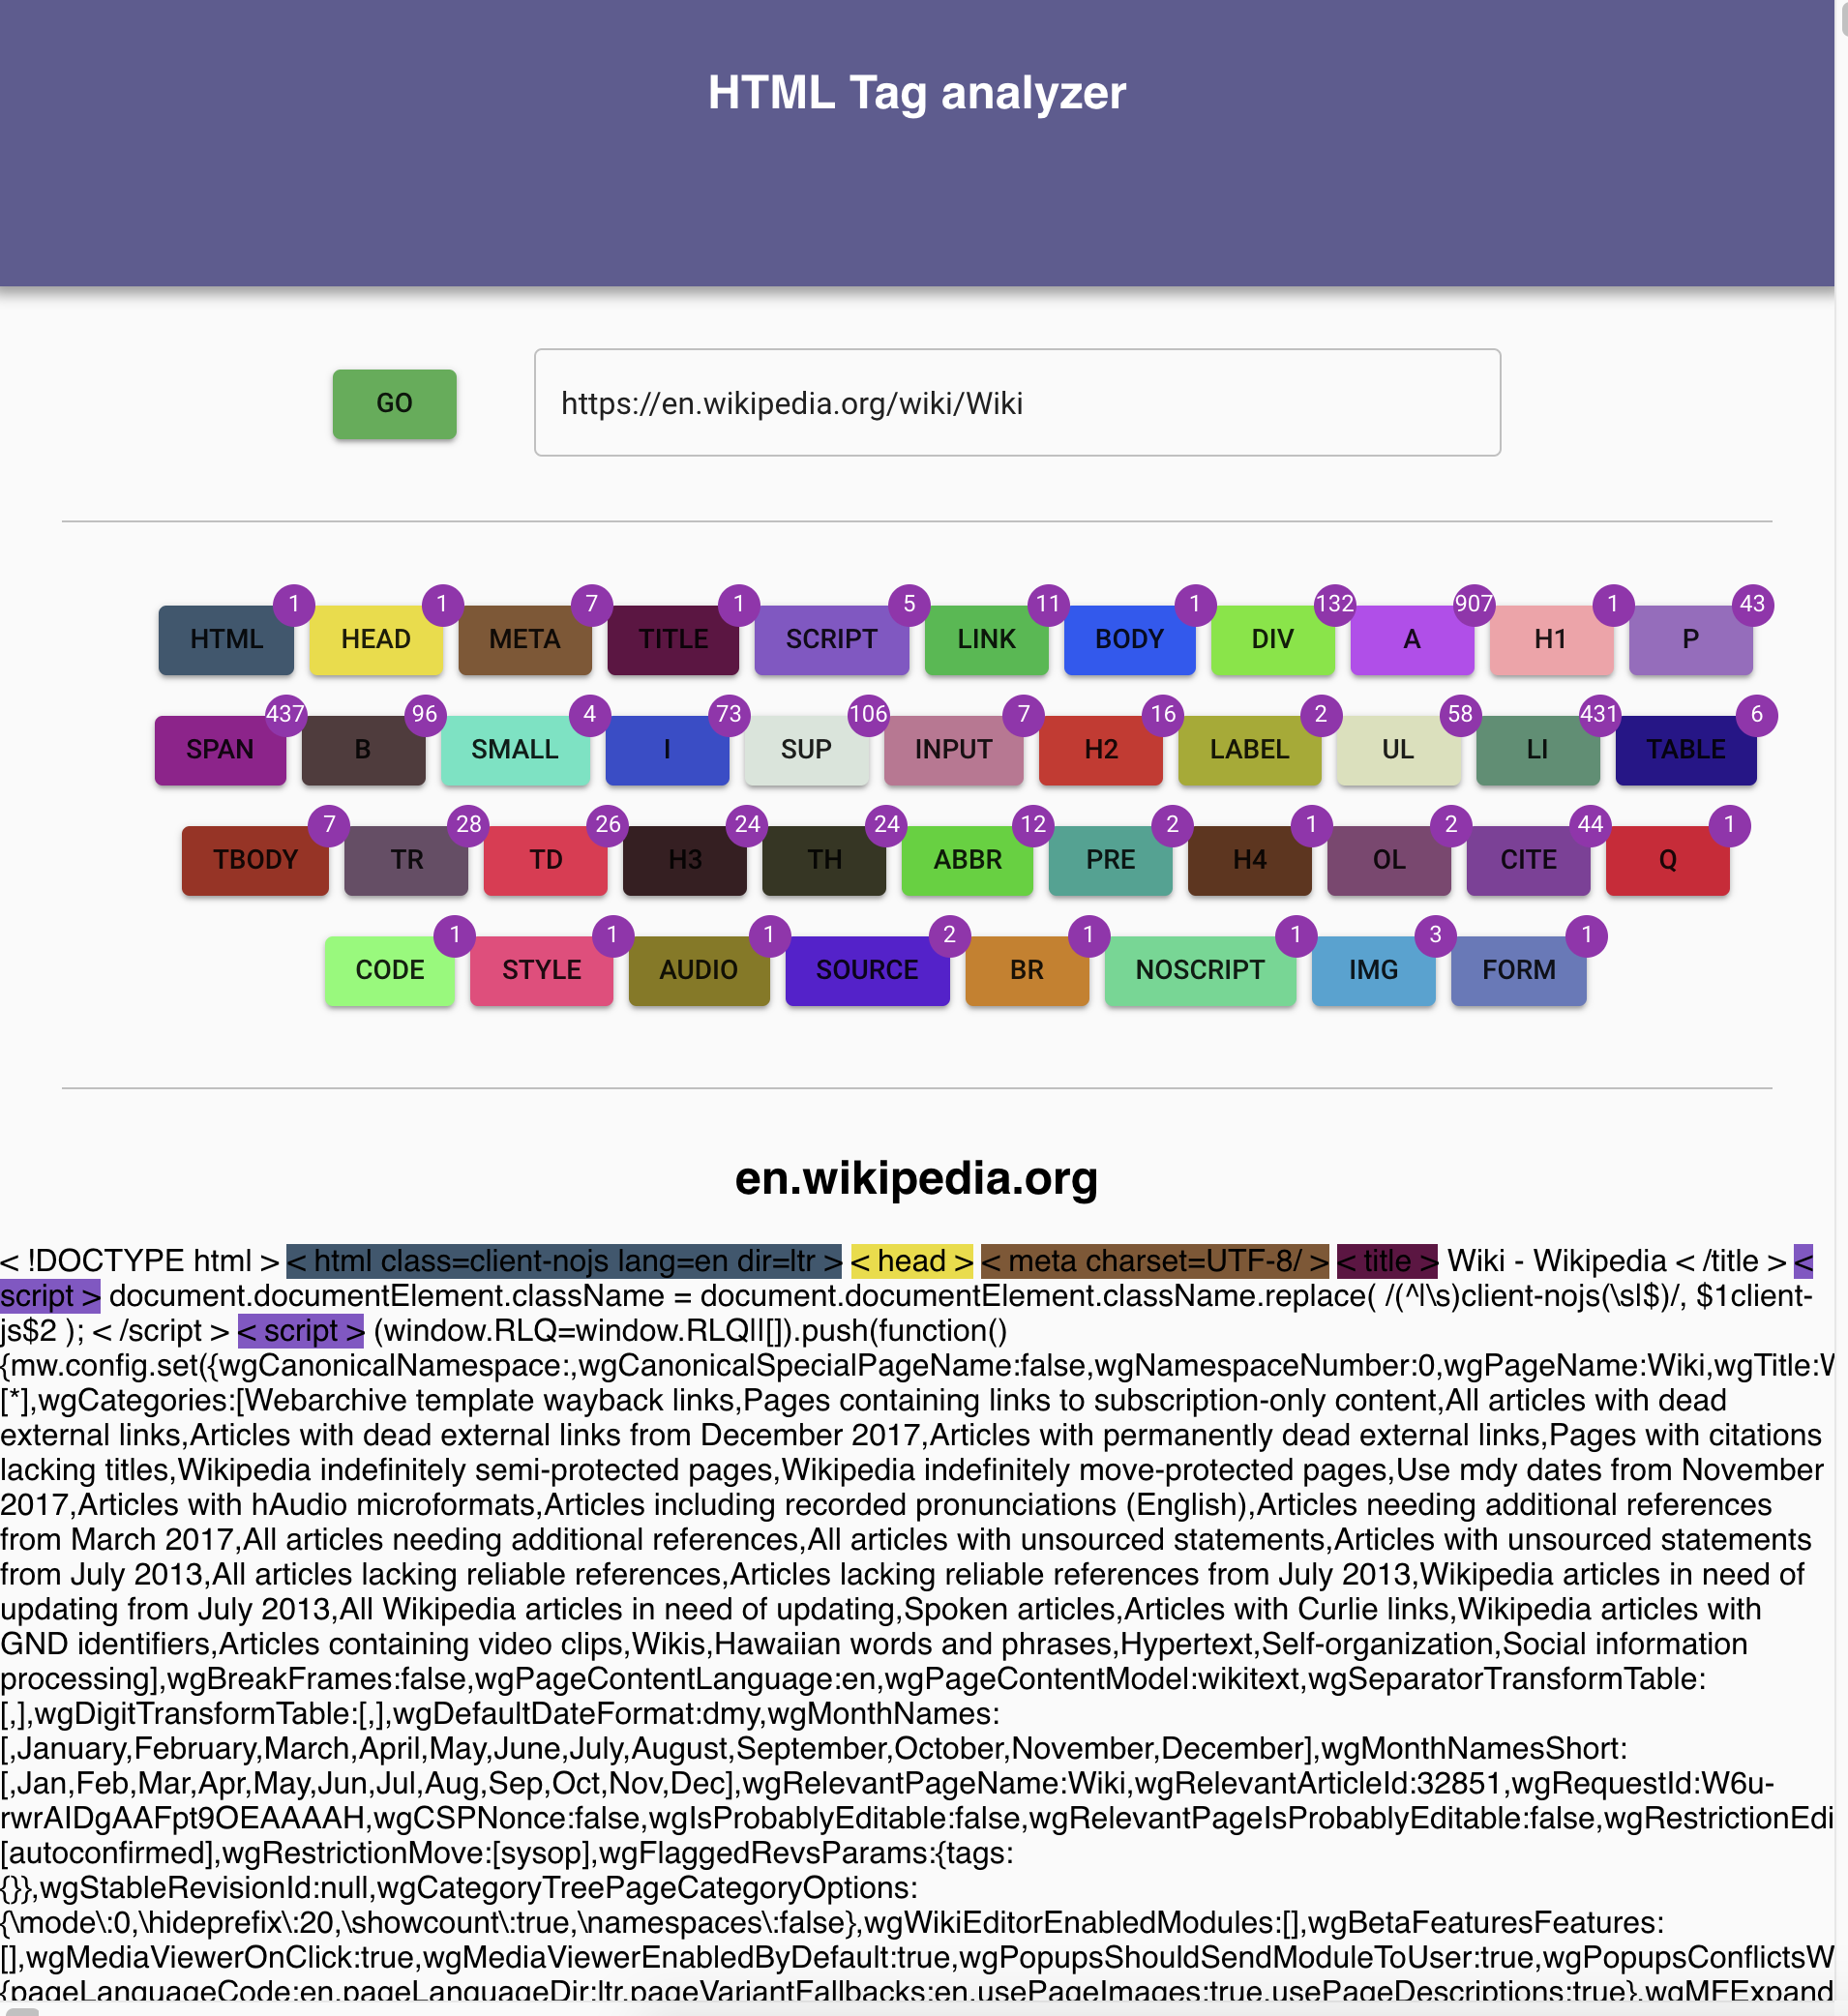 HTML Tag analyzer
GO
https://en.wikipedia.org/wiki/Wiki
HTML 1 HEAD 1 META 7 TITLE 1 SCRIPT 5 LINK 11 BODY 1 DIV 132 A 907 H1 1 P 43
SPAN 437 B 96 SMALL 4 I 73 SUP 106 INPUT 7 H2 16 LABEL 2 UL 58 LI 431 TABLE 6
TBODY 7 TR 28 TD 26 H3 24 TH 24 ABBR 12 PRE 2 H4 1 OL 2 CITE 44 Q 1
CODE 1 STYLE 1 AUDIO 1 SOURCE 2 BR 1 NOSCRIPT 1 IMG 3 FORM 1
en.wikipedia.org
< !DOCTYPE html > < html class=client-nojs lang=en dir=ltr > < head > < meta charset=UTF-8/ > < title > Wiki - Wikipedia < /title > <
script > document.documentElement.className = document.documentElement.className.replace( /(^|\s)client-nojs(\s|$)/, $1client-
js$2 ); < /script > < script > (window.RLQ=window.RLQ||[]).push(function()
{mw.config.set({wgCanonicalNamespace:,wgCanonicalSpecialPageName:false,wgNamespaceNumber:0,wgPageName:Wiki,wgTitle:
[*],wgCategories:[Webarchive template wayback links,Pages containing links to subscription-only content,All articles with dead
external links,Articles with dead external links from December 2017,Articles with permanently dead external links,Pages with citations
lacking titles,Wikipedia indefinitely semi-protected pages,Wikipedia indefinitely move-protected pages,Use mdy dates from November
2017,Articles with hAudio microformats,Articles including recorded pronunciations (English),Articles needing additional references
from March 2017,All articles needing additional references,All articles with unsourced statements,Articles with unsourced statements
from July 2013,All articles lacking reliable references,Articles lacking reliable references from July 2013,Wikipedia articles in need of
updating from July 2013,All Wikipedia articles in need of updating,Spoken articles,Articles with Curlie links,Wikipedia articles with
GND identifiers,Articles containing video clips,Wikis,Hawaiian words and phrases,Hypertext,Self-organization,Social information
processing],wgBreakFrames:false,wgPageContentLanguage:en,wgPageContentModel:wikitext,wgSeparatorTransformTable:
[,],wgDigitTransformTable:[,],wgDefaultDateFormat:dmy,wgMonthNames:
[,January,February,March,April,May,June,July,August,September,October,November,December],wgMonthNamesShort:
[,Jan,Feb,Mar,Apr,May,Jun,Jul,Aug,Sep,Oct,Nov,Dec],wgRelevantPageName:Wiki,wgRelevantArticleId:32851,wgRequestId:W6u-
rwrAIDgAAFpt9OEAAAAH,wgCSPNonce:false,wgIsProbablyEditable:false,wgRelevantPageIsProbablyEditable:false,wgRestrictionEdi
[autoconfirmed],wgRestrictionMove:[sysop],wgFlaggedRevsParams:{tags:
{}},wgStableRevisionId:null,wgCategoryTreePageCategoryOptions:
{\mode\:0,\hideprefix\:20,\showcount\:true,\namespaces\:false},wgWikiEditorEnabledModules:[],wgBetaFeaturesFeatures:
[],wgMediaViewerOnClick:true,wgMediaViewerEnabledByDefault:true,wgPopupsShouldSendModuleToUser:true,wgPopupsConflictsW
{pageLanguageCode:en,pageLanguageDir:ltr,pageVariantFallbacks:en,usePageImages:true,usePageDescriptions:true},wgMFExpand